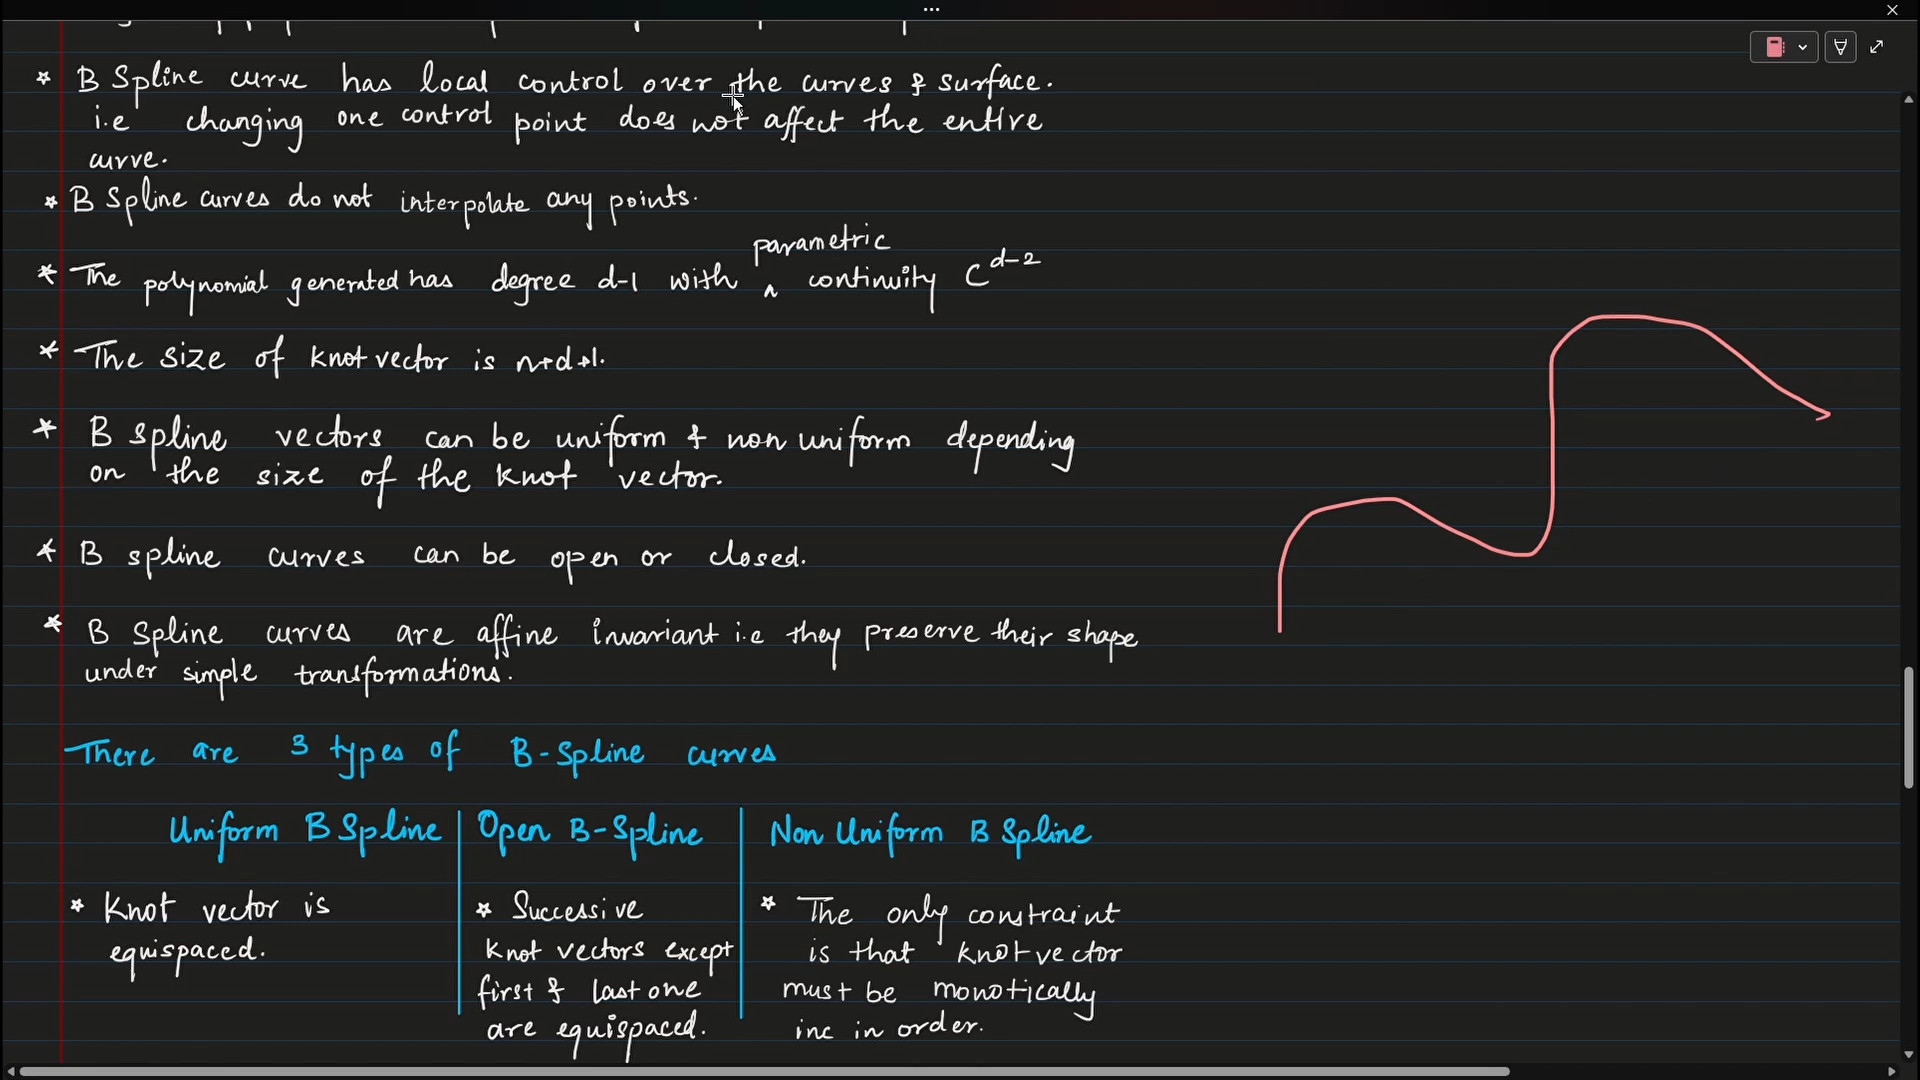 * B Spline curve has local control over the curves & surface.
i.e changing one control point does not affect the entire
curve.
* B Spline curves do not interpolate any points.
parametric
* The polynomial generated has degree d-1 with ^ continuity C^d-2
* The size of knot vector is n+d+1.
* B spline vectors can be uniform & non uniform depending
on the size of the knot vector.
* B spline curves can be open or closed.
* B Spline curves are affine invariant i.e they preserve their shape
under simple transformations.
There are 3 types of B-Spline curves
Uniform B Spline | Open B-Spline | Non Uniform B Spline
* Knot vector is
equispaced.
* Successive
knot vectors except
first & last one
are equispaced.
* The only constraint
is that knot vector
must be monotically
inc in order.